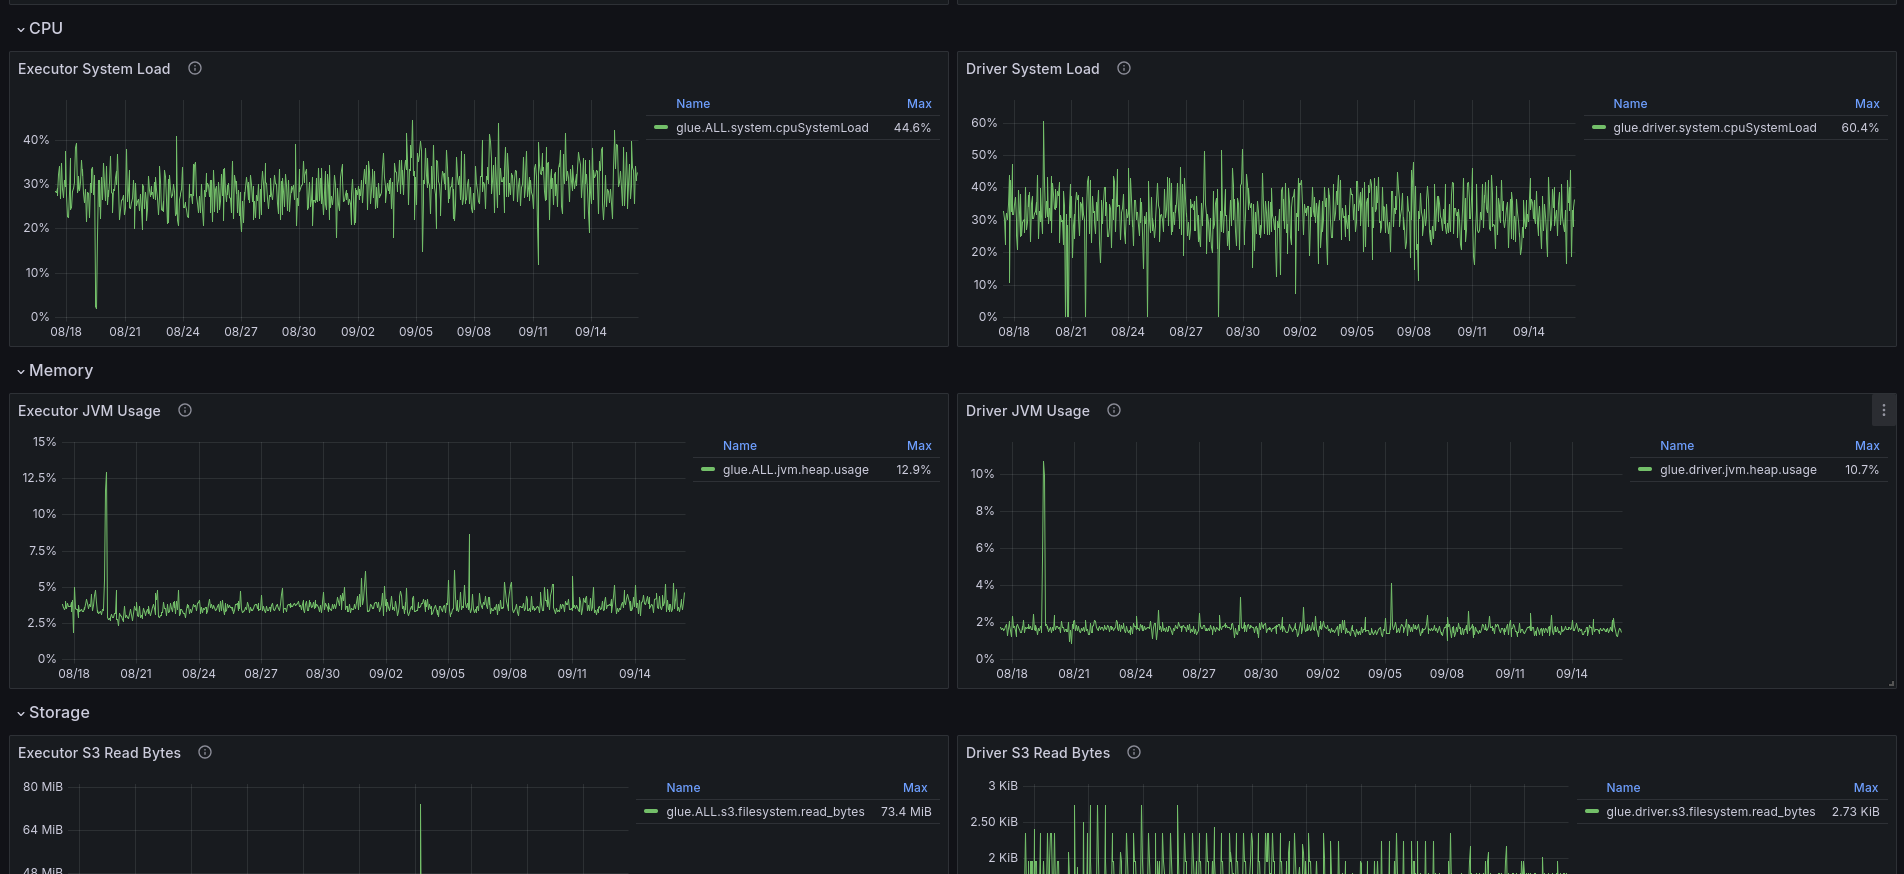 CPU
Executor System Load
Driver System Load
Name Max
glue.ALL.system.cpuSystemLoad 44.6%
40%
30%
20%
10%
0%
08/18 08/21 08/24 08/27 08/30 09/02 09/05 09/08 09/11 09/14
Name Max
glue.driver.system.cpuSystemLoad 60.4%
60%
50%
40%
30%
20%
10%
0%
08/18 08/21 08/24 08/27 08/30 09/02 09/05 09/08 09/11 09/14
Memory
Executor JVM Usage
Driver JVM Usage
Name Max
glue.ALL.jvm.heap.usage 12.9%
15%
12.5%
10%
7.5%
5%
2.5%
0%
08/18 08/21 08/24 08/27 08/30 09/02 09/05 09/08 09/11 09/14
Name Max
glue.driver.jvm.heap.usage 10.7%
10%
8%
6%
4%
2%
0%
08/18 08/21 08/24 08/27 08/30 09/02 09/05 09/08 09/11 09/14
Storage
Executor S3 Read Bytes
Driver S3 Read Bytes
Name Max
glue.ALL.s3.filesystem.read_bytes 73.4 MiB
80 MiB
64 MiB
48 MiB
Name Max
glue.driver.s3.filesystem.read_bytes 2.73 KiB
3 KiB
2.50 KiB
2 KiB